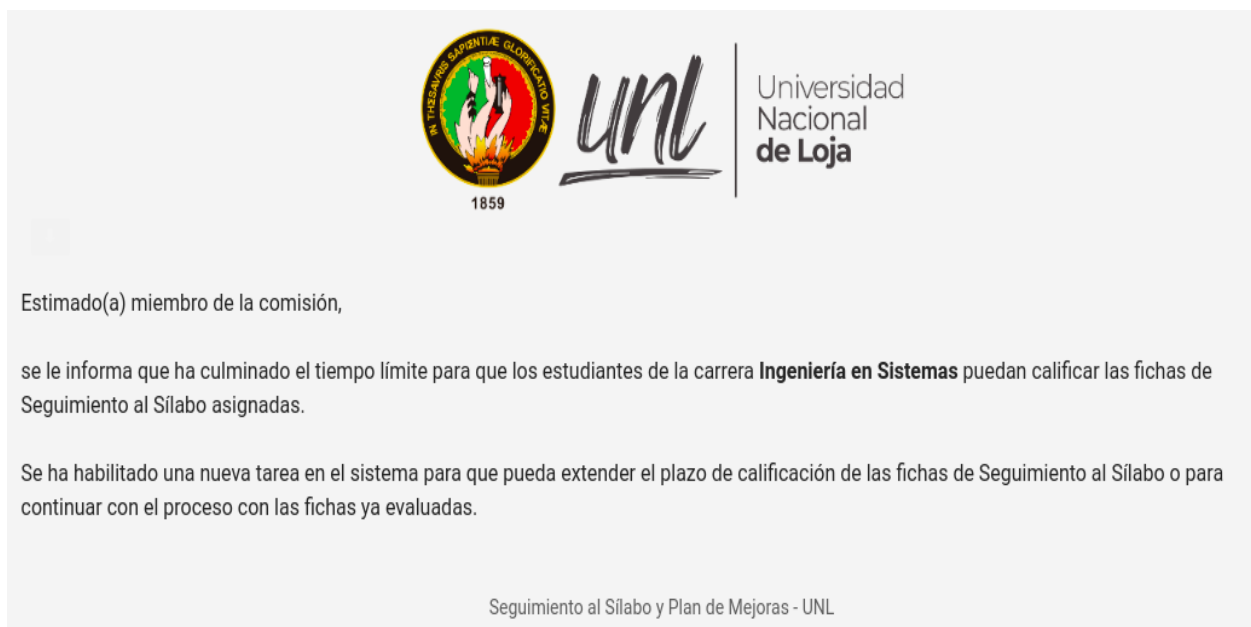 IN THESAVRIS SAPIENTIÆ GLORIFICATIO VITÆ
1859
unl
Universidad
Nacional
de Loja
Estimado(a) miembro de la comisión,
se le informa que ha culminado el tiempo límite para que los estudiantes de la carrera Ingeniería en Sistemas puedan calificar las fichas de
Seguimiento al Sílabo asignadas.
Se ha habilitado una nueva tarea en el sistema para que pueda extender el plazo de calificación de las fichas de Seguimiento al Sílabo o para
continuar con el proceso con las fichas ya evaluadas.
Seguimiento al Sílabo y Plan de Mejoras - UNL